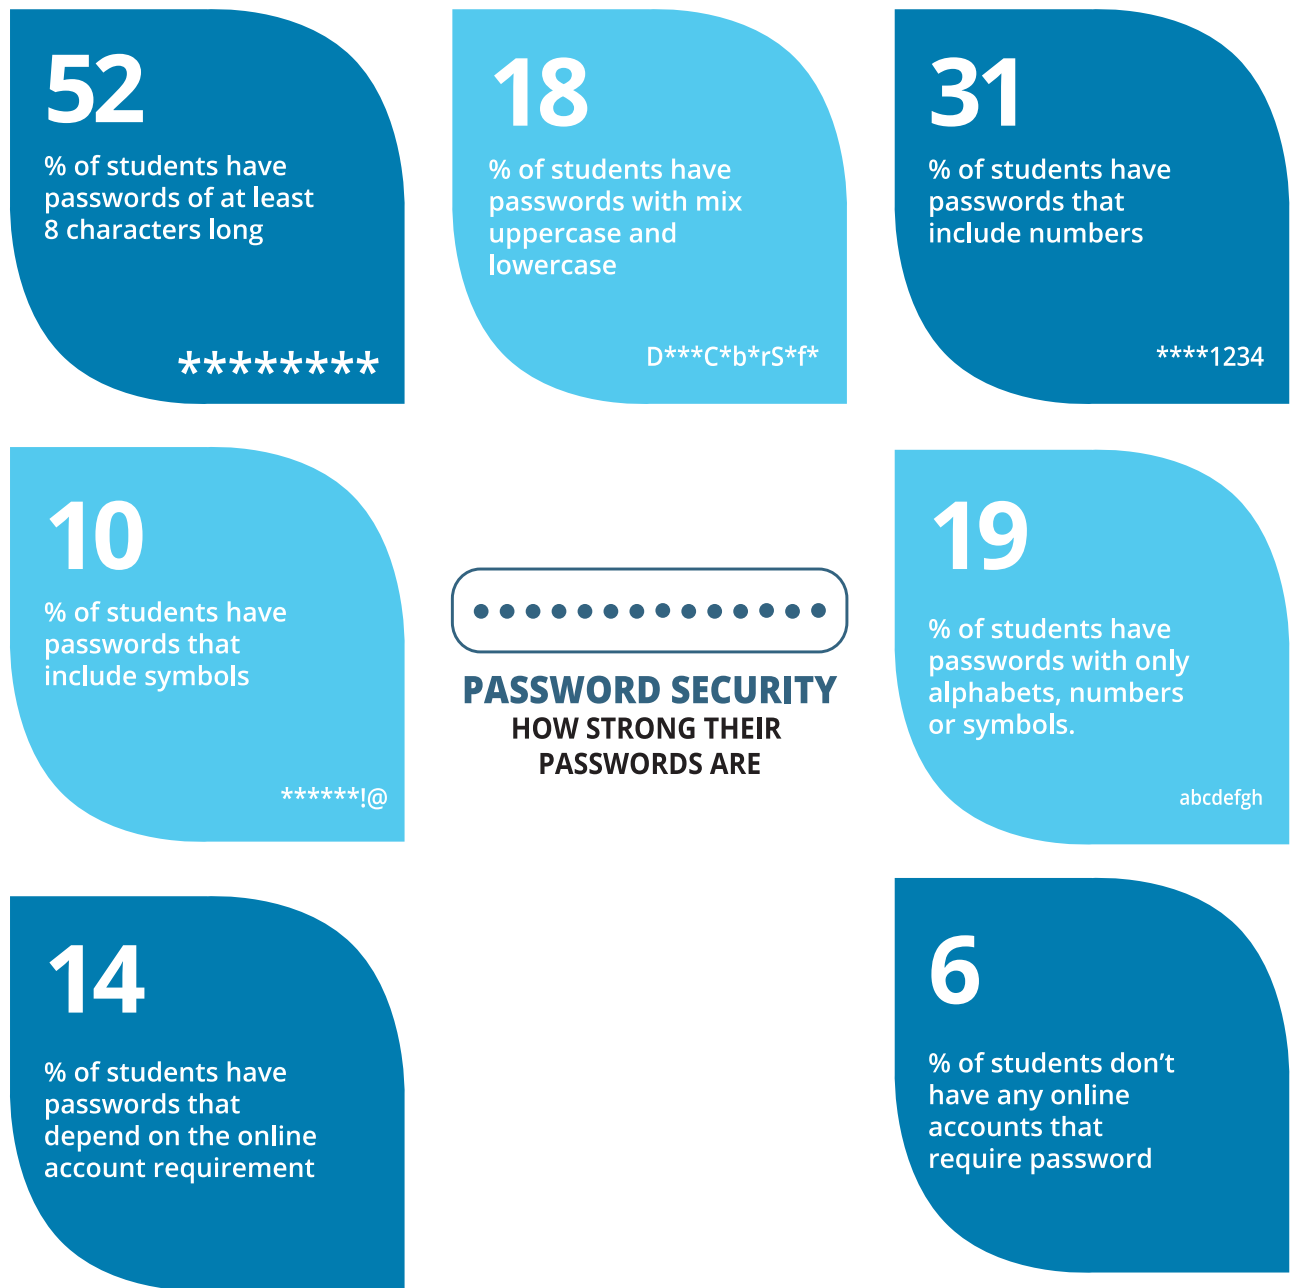 52
% of students have
passwords of at least
8 characters long
********
18
% of students have
passwords with mix
uppercase and
lowercase
D***C*b*rS*f*
31
% of students have
passwords that
include numbers
****1234
10
% of students have
passwords that
include symbols
******!@
PASSWORD SECURITY
HOW STRONG THEIR
PASSWORDS ARE
19
% of students have
passwords with only
alphabets, numbers
or symbols.
abcdefgh
14
% of students have
passwords that
depend on the online
account requirement
6
% of students don’t
have any online
accounts that
require password